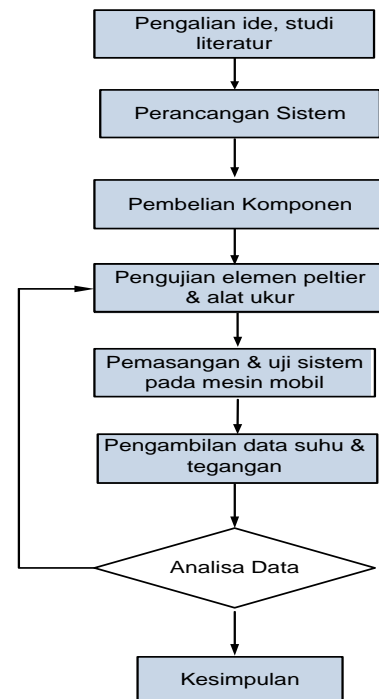 Pengalian ide, studi
literatur
Perancangan Sistem
Pembelian Komponen
Pengujian elemen peltier
& alat ukur
Pemasangan & uji sistem
pada mesin mobil
Pengambilan data suhu &
tegangan
Analisa Data
Kesimpulan